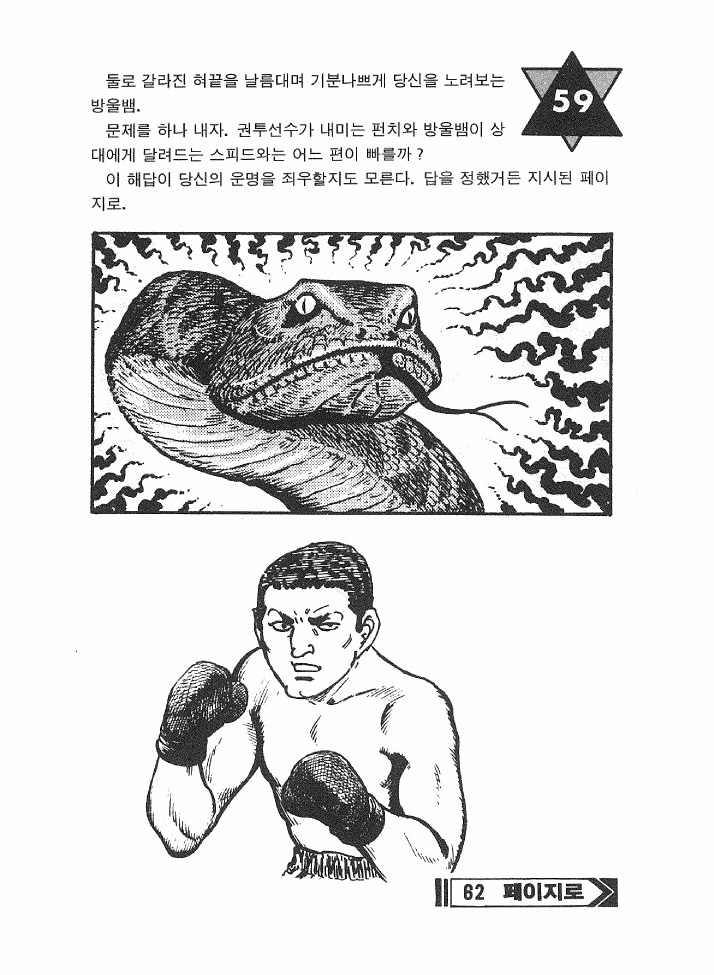 둘로 갈라진 혀끝을 날름대며 기분나쁘게 당신을 노려보는
방울뱀.
문제를 하나 내자. 권투선수가 내미는 펀치와 방울뱀이 상
대에게 달려드는 스피드와는 어느 편이 빠를까?
이 해답이 당신의 운명을 죄우할지도 모른다. 답을 정했거든 지시된 페이
지로.
59
62 페이지로